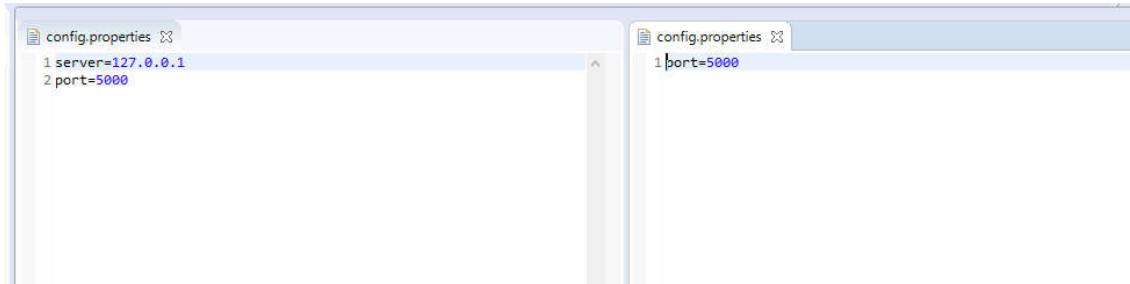 config.properties
1 server=127.0.0.1
2 port=5000
config.properties
1 port=5000